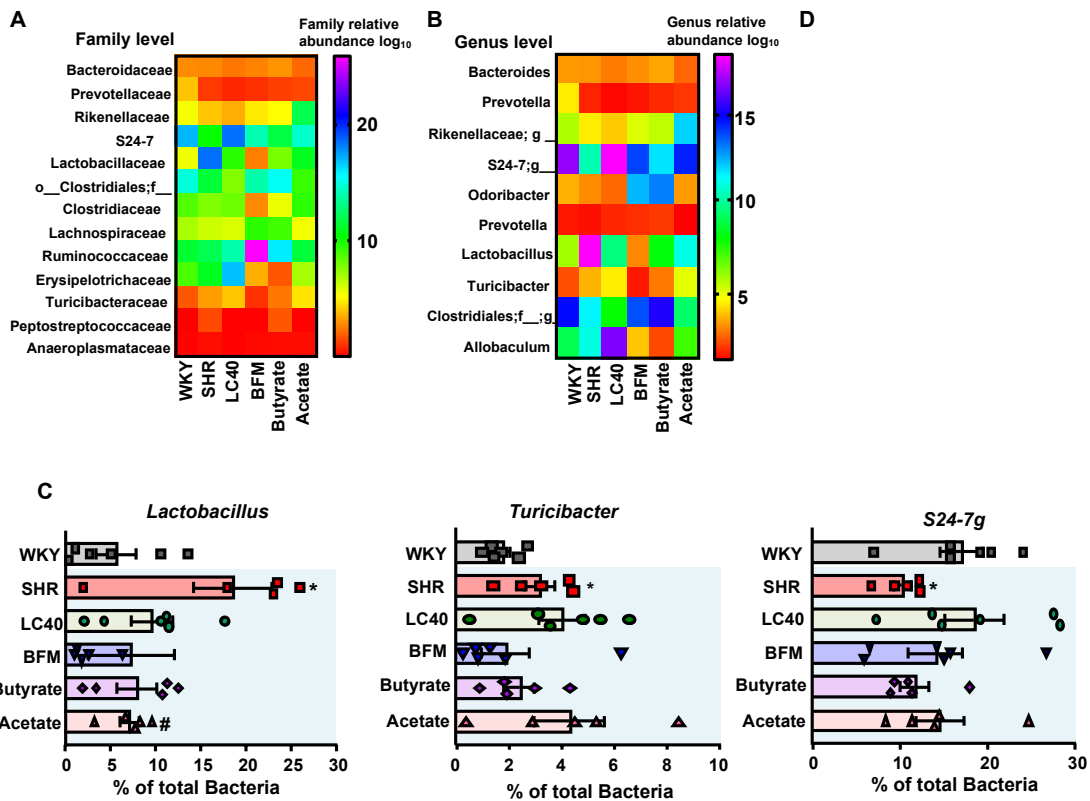 A
Family level
Family relative
abundance log₁₀
Bacteroidaceae
Prevotellaceae
Rikenellaceae
S24-7
Lactobacillaceae
o__Clostridiales;f__
Clostridiaceae
Lachnospiraceae
Ruminococcaceae
Erysipelotrichaceae
Turicibacteraceae
Peptostreptococcaceae
Anaeroplasmataceae
20
10
WKY
SHR
LC40
BFM
Butyrate
Acetate
B
Genus level
Genus relative
abundance log₁₀
Bacteroides
Prevotella
Rikenellaceae; g __
S24-7;g__
Odoribacter
Prevotella
Lactobacillus
Turicibacter
Clostridiales;f__;g_
Allobaculum
15
10
5
WKY
SHR
LC40
BFM
Butyrate
Acetate
D
C
Lactobacillus
WKY
SHR
*
LC40
BFM
Butyrate
Acetate
#
0 5 10 15 20 25 30
% of total Bacteria
Turicibacter
WKY
SHR
*
LC40
BFM
Butyrate
Acetate
0 2 4 6 8 10
% of total Bacteria
S24-7g
WKY
SHR
*
LC40
BFM
Butyrate
Acetate
0 10 20 30
% of total Bacteria